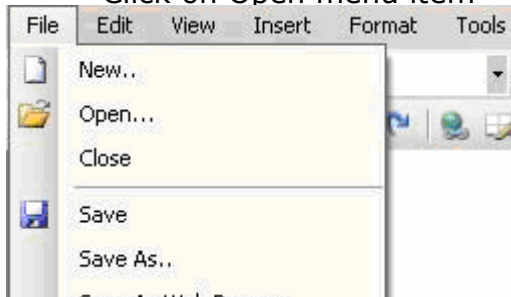 Click on Open menu item
File Edit View Insert Format Tools
New..
Open...
Close
Save
Save As..